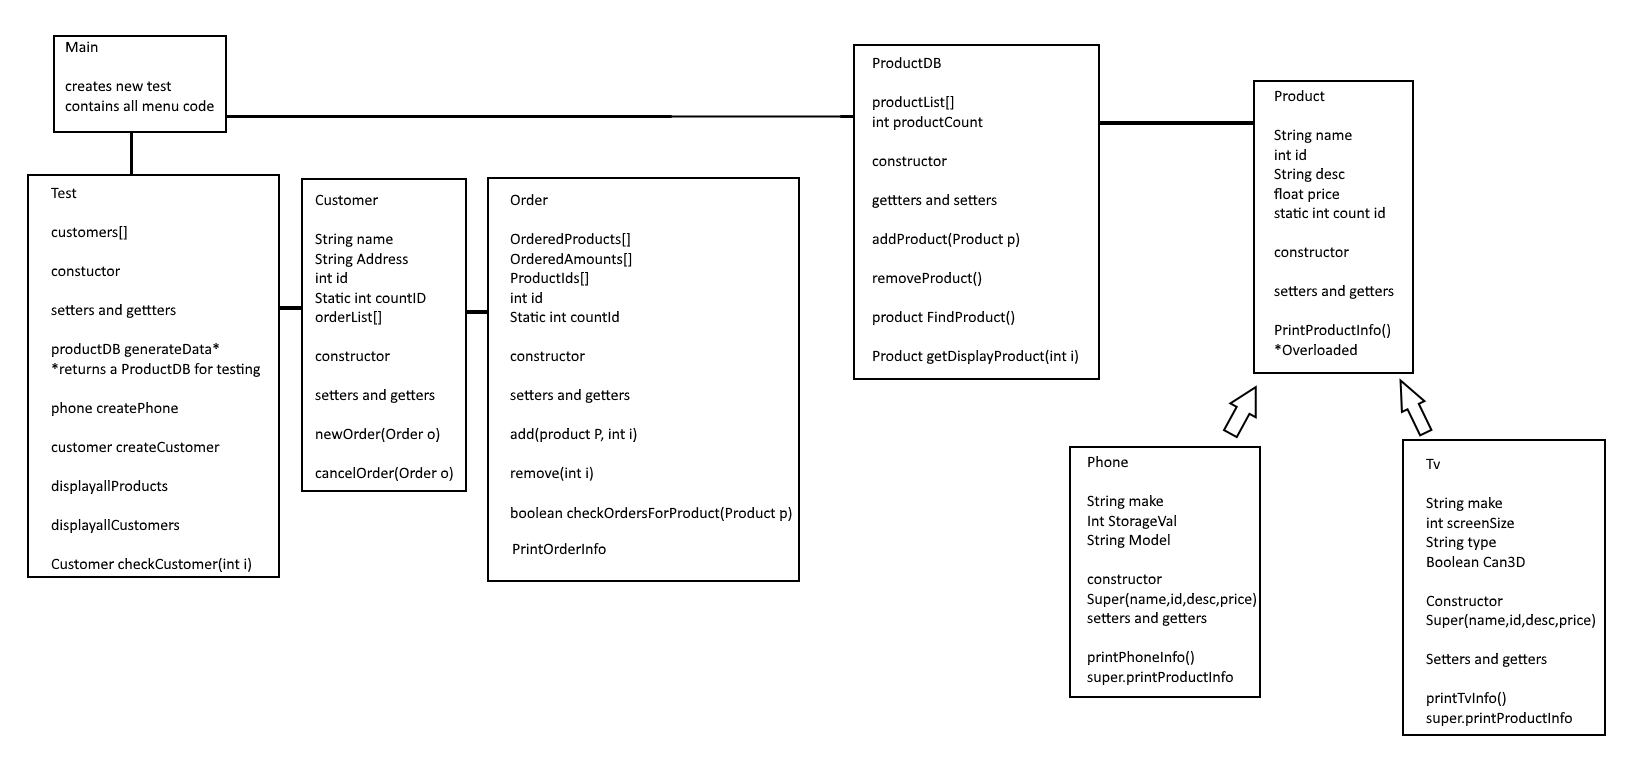 Main
creates new test
contains all menu code
Test
customers[]
constuctor
setters and gettters
productDB generateData*
*returns a ProductDB for testing
phone createPhone
customer createCustomer
displayallProducts
displayallCustomers
Customer checkCustomer(int i)
Customer
String name
String Address
int id
Static int countID
orderList[]
constructor
setters and getters
newOrder(Order o)
cancelOrder(Order o)
Order
OrderedProducts[]
OrderedAmounts[]
ProductIds[]
int id
Static int countId
constructor
setters and getters
add(product P, int i)
remove(int i)
boolean checkOrdersForProduct(Product p)
PrintOrderInfo
ProductDB
productList[]
int productCount
constructor
gettters and setters
addProduct(Product p)
removeProduct()
product FindProduct()
Product getDisplayProduct(int i)
Product
String name
int id
String desc
float price
static int count id
constructor
setters and getters
PrintProductInfo()
*Overloaded
Phone
String make
Int StorageVal
String Model
constructor
Super(name,id,desc,price)
setters and getters
printPhoneInfo()
super.printProductInfo
Tv
String make
int screenSize
String type
Boolean Can3D
Constructor
Super(name,id,desc,price)
Setters and getters
printTvInfo()
super.printProductInfo